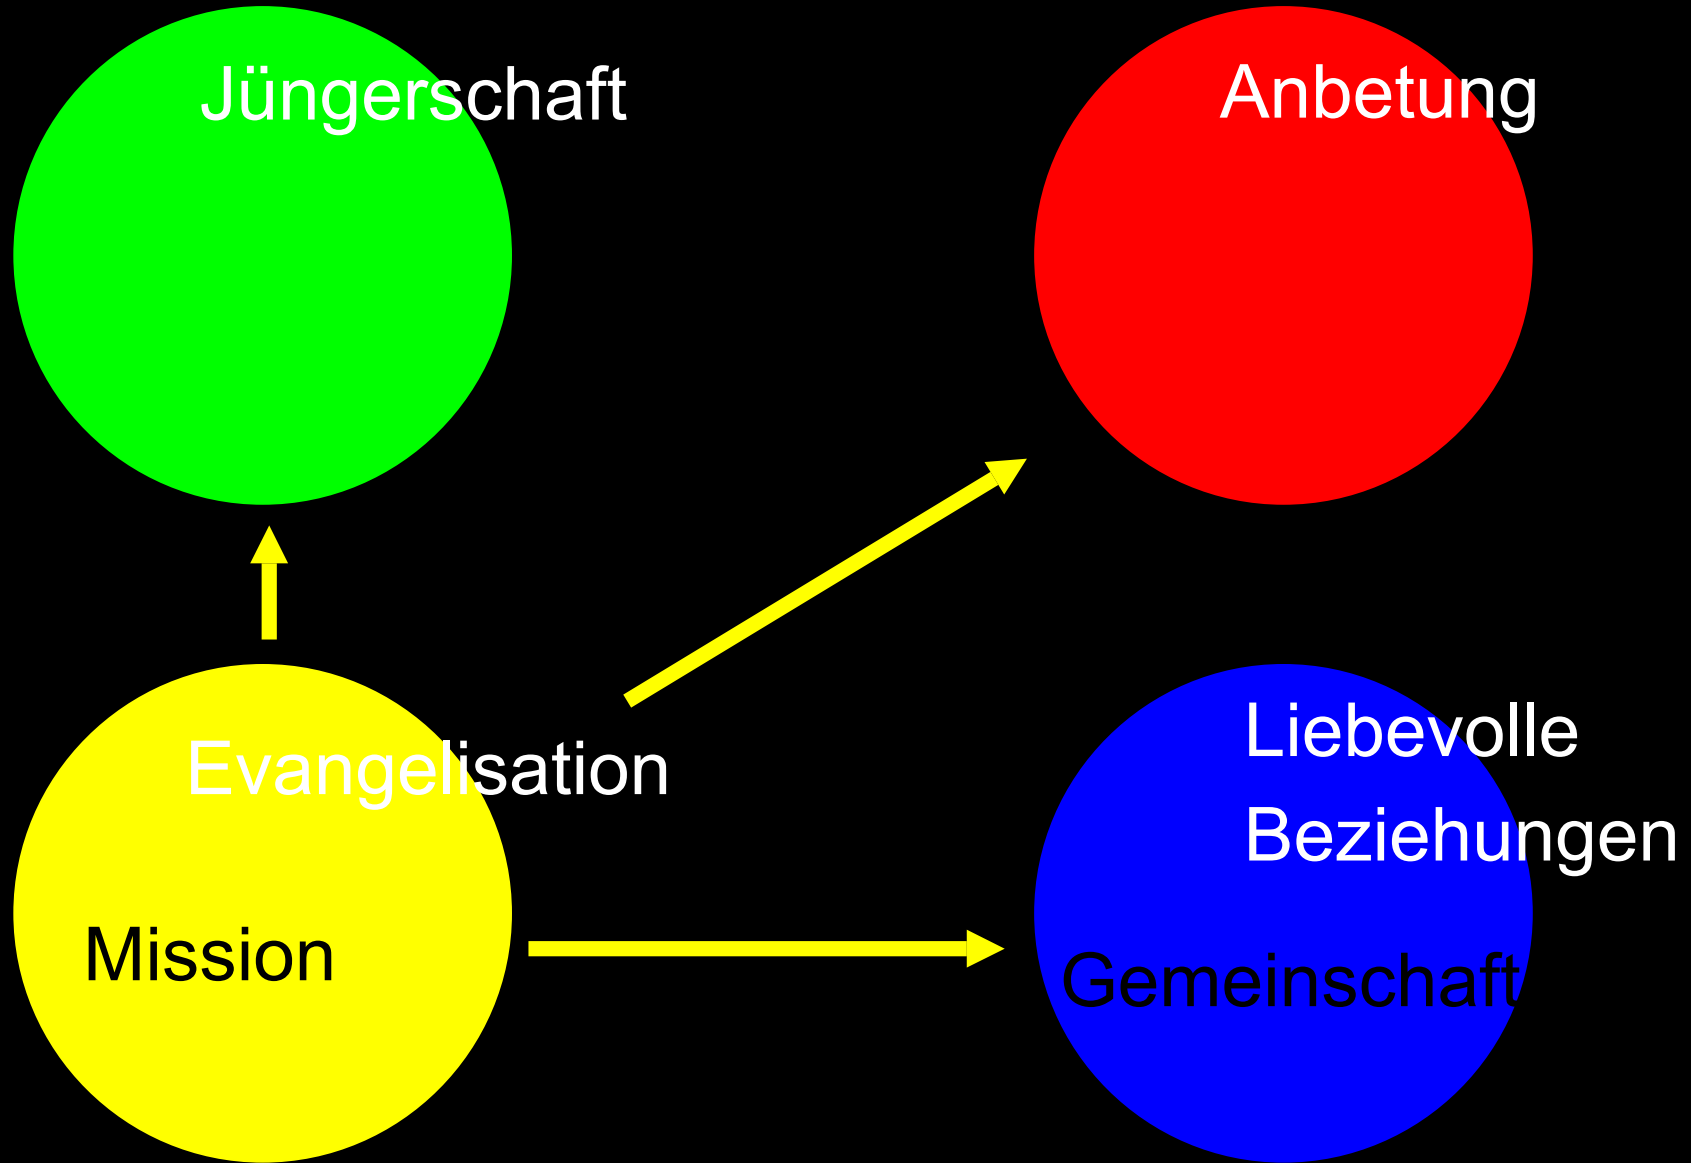 Jüngerschaft
Anbetung
Evangelisation
Mission
Liebevolle
Beziehungen
Gemeinschaft